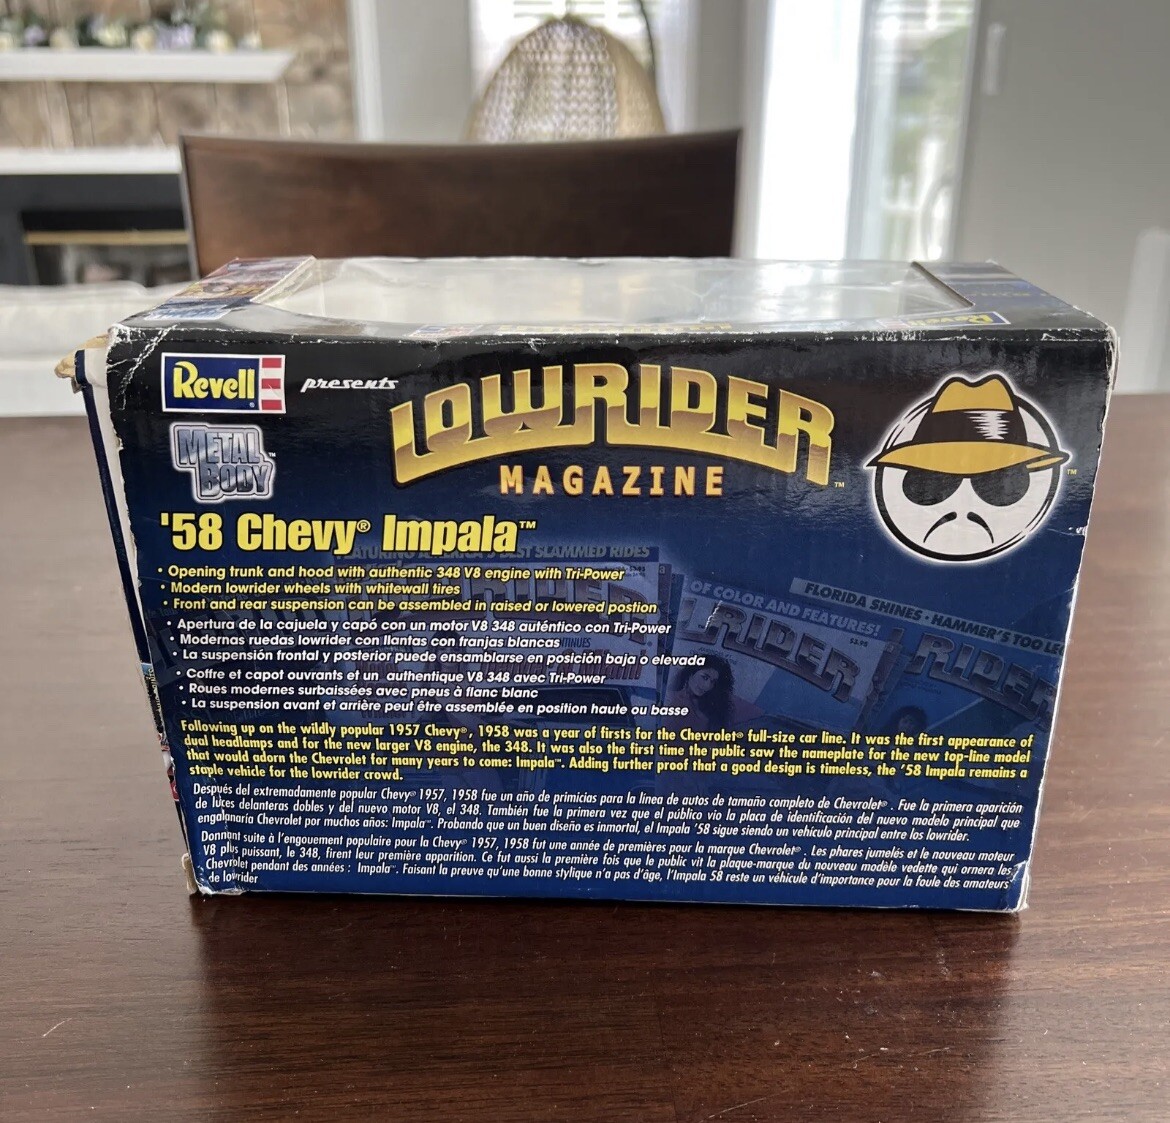 Revell
Revell ®
presents
LOWRIDER ™
MAGAZINE
METAL ™
BODY
™
'58 Chevy® Impala™
• Opening trunk and hood with authentic 348 V8 engine with Tri-Power
• Modern lowrider wheels with whitewall tires
• Front and rear suspension can be assembled in raised or lowered postion
• Apertura de la cajuela y capó con un motor V8 348 auténtico con Tri-Power
• Modernas ruedas lowrider con llantas con franjas blancas
• La suspensión frontal y posterior puede ensamblarse en posición baja o elevada
• Coffre et capot ouvrants et un authentique V8 348 avec Tri-Power
• Roues modernes surbaissées avec pneus à flanc blanc
• La suspension avant et arrière peut être assemblée en position haute ou basse
SLAMMED RIDES
OF COLOR AND FEATURES!
LRIDER
FLORIDA SHINES • HAMMER'S TOO
RIDER
Following up on the wildly popular 1957 Chevy®, 1958 was a year of firsts for the Chevrolet® full-size car line. It was the first appearance of
dual headlamps and for the new larger V8 engine, the 348. It was also the first time the public saw the nameplate for the new top-line model
that would adorn the Chevrolet for many years to come: Impala™. Adding further proof that a good design is timeless, the '58 Impala remains a
staple vehicle for the lowrider crowd.
Después del extremadamente popular Chevy® 1957, 1958 fue un año de primicias para la línea de autos de tamaño completo de Chevrolet®. Fue la primera aparición
de luces delanteras dobles y del nuevo motor V8, el 348. También fue la primera vez que el público vio la placa de identificación del nuevo modelo principal que
engalanaría Chevrolet por muchos años: Impala™. Probando que un buen diseño es inmortal, el Impala '58 sigue siendo un vehículo principal entre los lowrider.
Donnant suite à l'engouement populaire pour la Chevy® 1957, 1958 fut une année de premières pour la marque Chevrolet®. Les phares jumelés et le nouveau moteur
V8 plus puissant, le 348, firent leur première apparition. Ce fut aussi la première fois que le public vit la plaque-marque du nouveau modèle vedette qui ornera les
Chevrolet pendant des années : Impala™. Faisant la preuve qu'une bonne stylique n'a pas d'âge, l'Impala 58 reste un véhicule d'importance pour la foule des amateurs
de lowrider